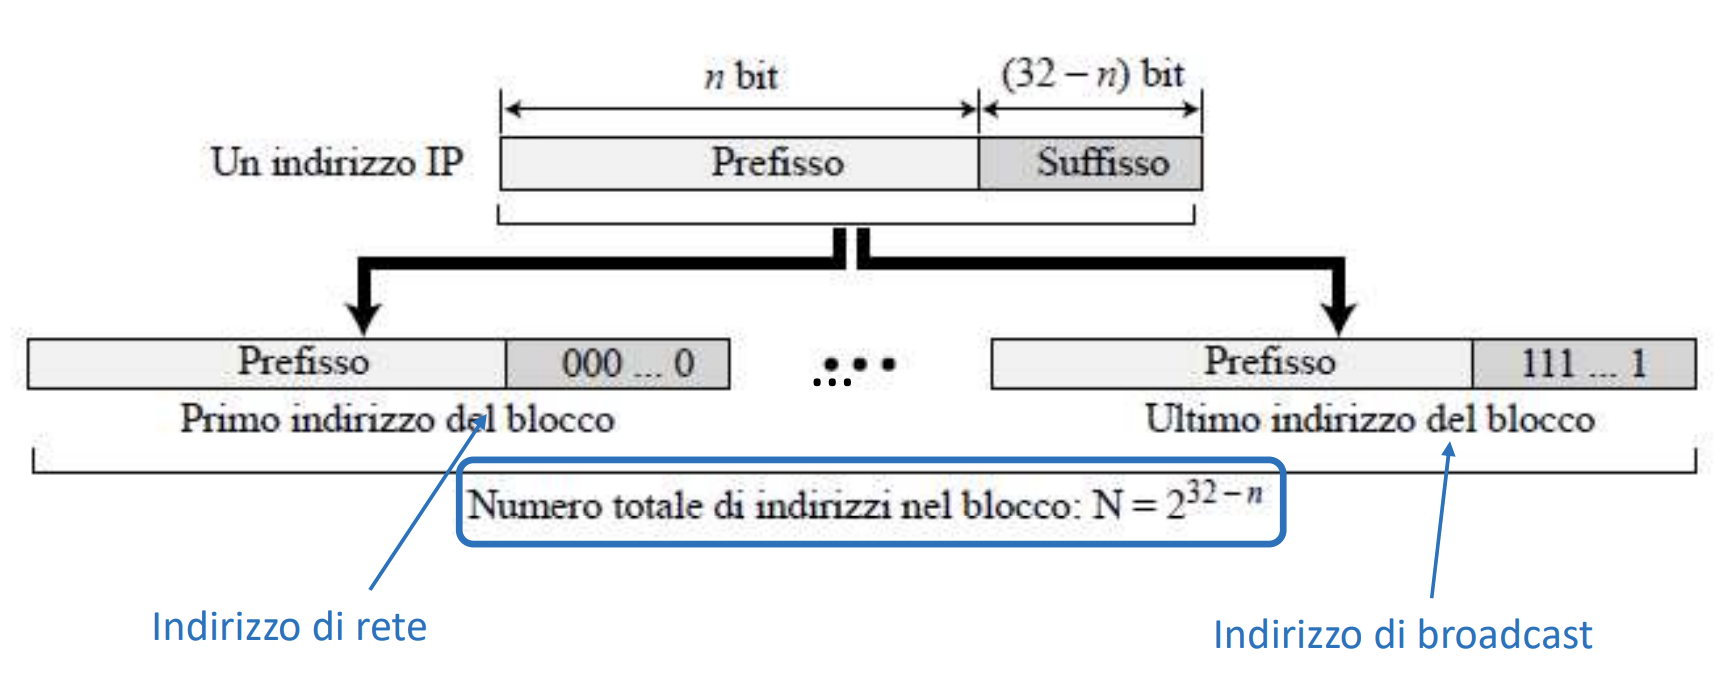 n bit
(32 – n) bit
Un indirizzo IP
Prefisso
Suffisso
Prefisso
000 ... 0
...
...
Prefisso
111 ... 1
Primo indirizzo del blocco
Ultimo indirizzo del blocco
Numero totale di indirizzi nel blocco: N = 2^{32 – n}
Indirizzo di rete
Indirizzo di broadcast